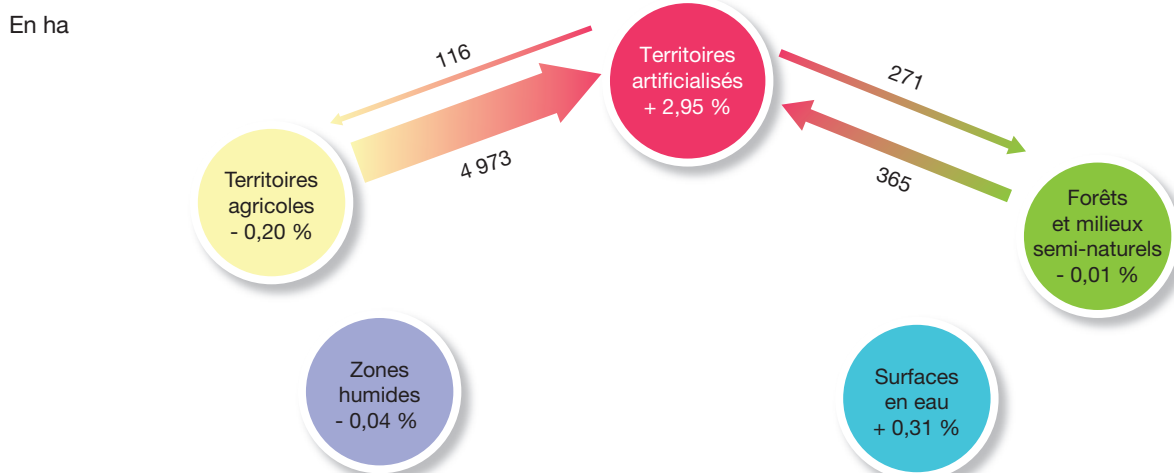 En ha
116
Territoires
artificialisés
+ 2,95 %
271
4 973
365
Territoires
agricoles
- 0,20 %
Forêts
et milieux
semi-naturels
- 0,01 %
Zones
humides
- 0,04 %
Surfaces
en eau
+ 0,31 %